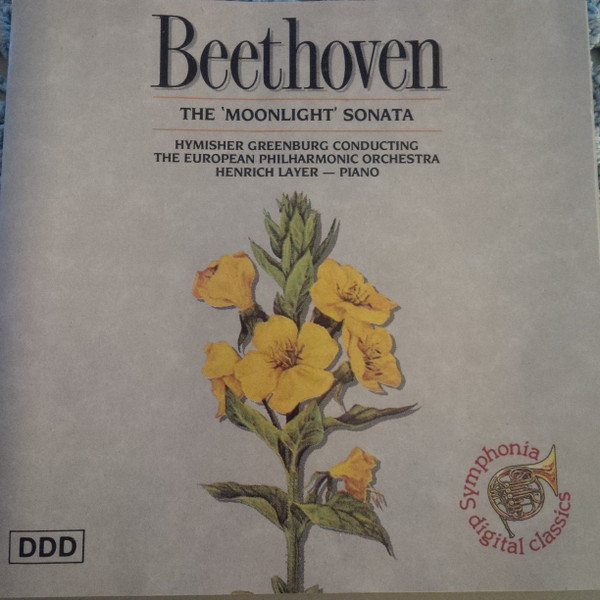 Beethoven
THE 'MOONLIGHT' SONATA
HYMISHER GREENBURG CONDUCTING
THE EUROPEAN PHILHARMONIC ORCHESTRA
HENRICH LAYER — PIANO
Symphonia
digital classics
DDD